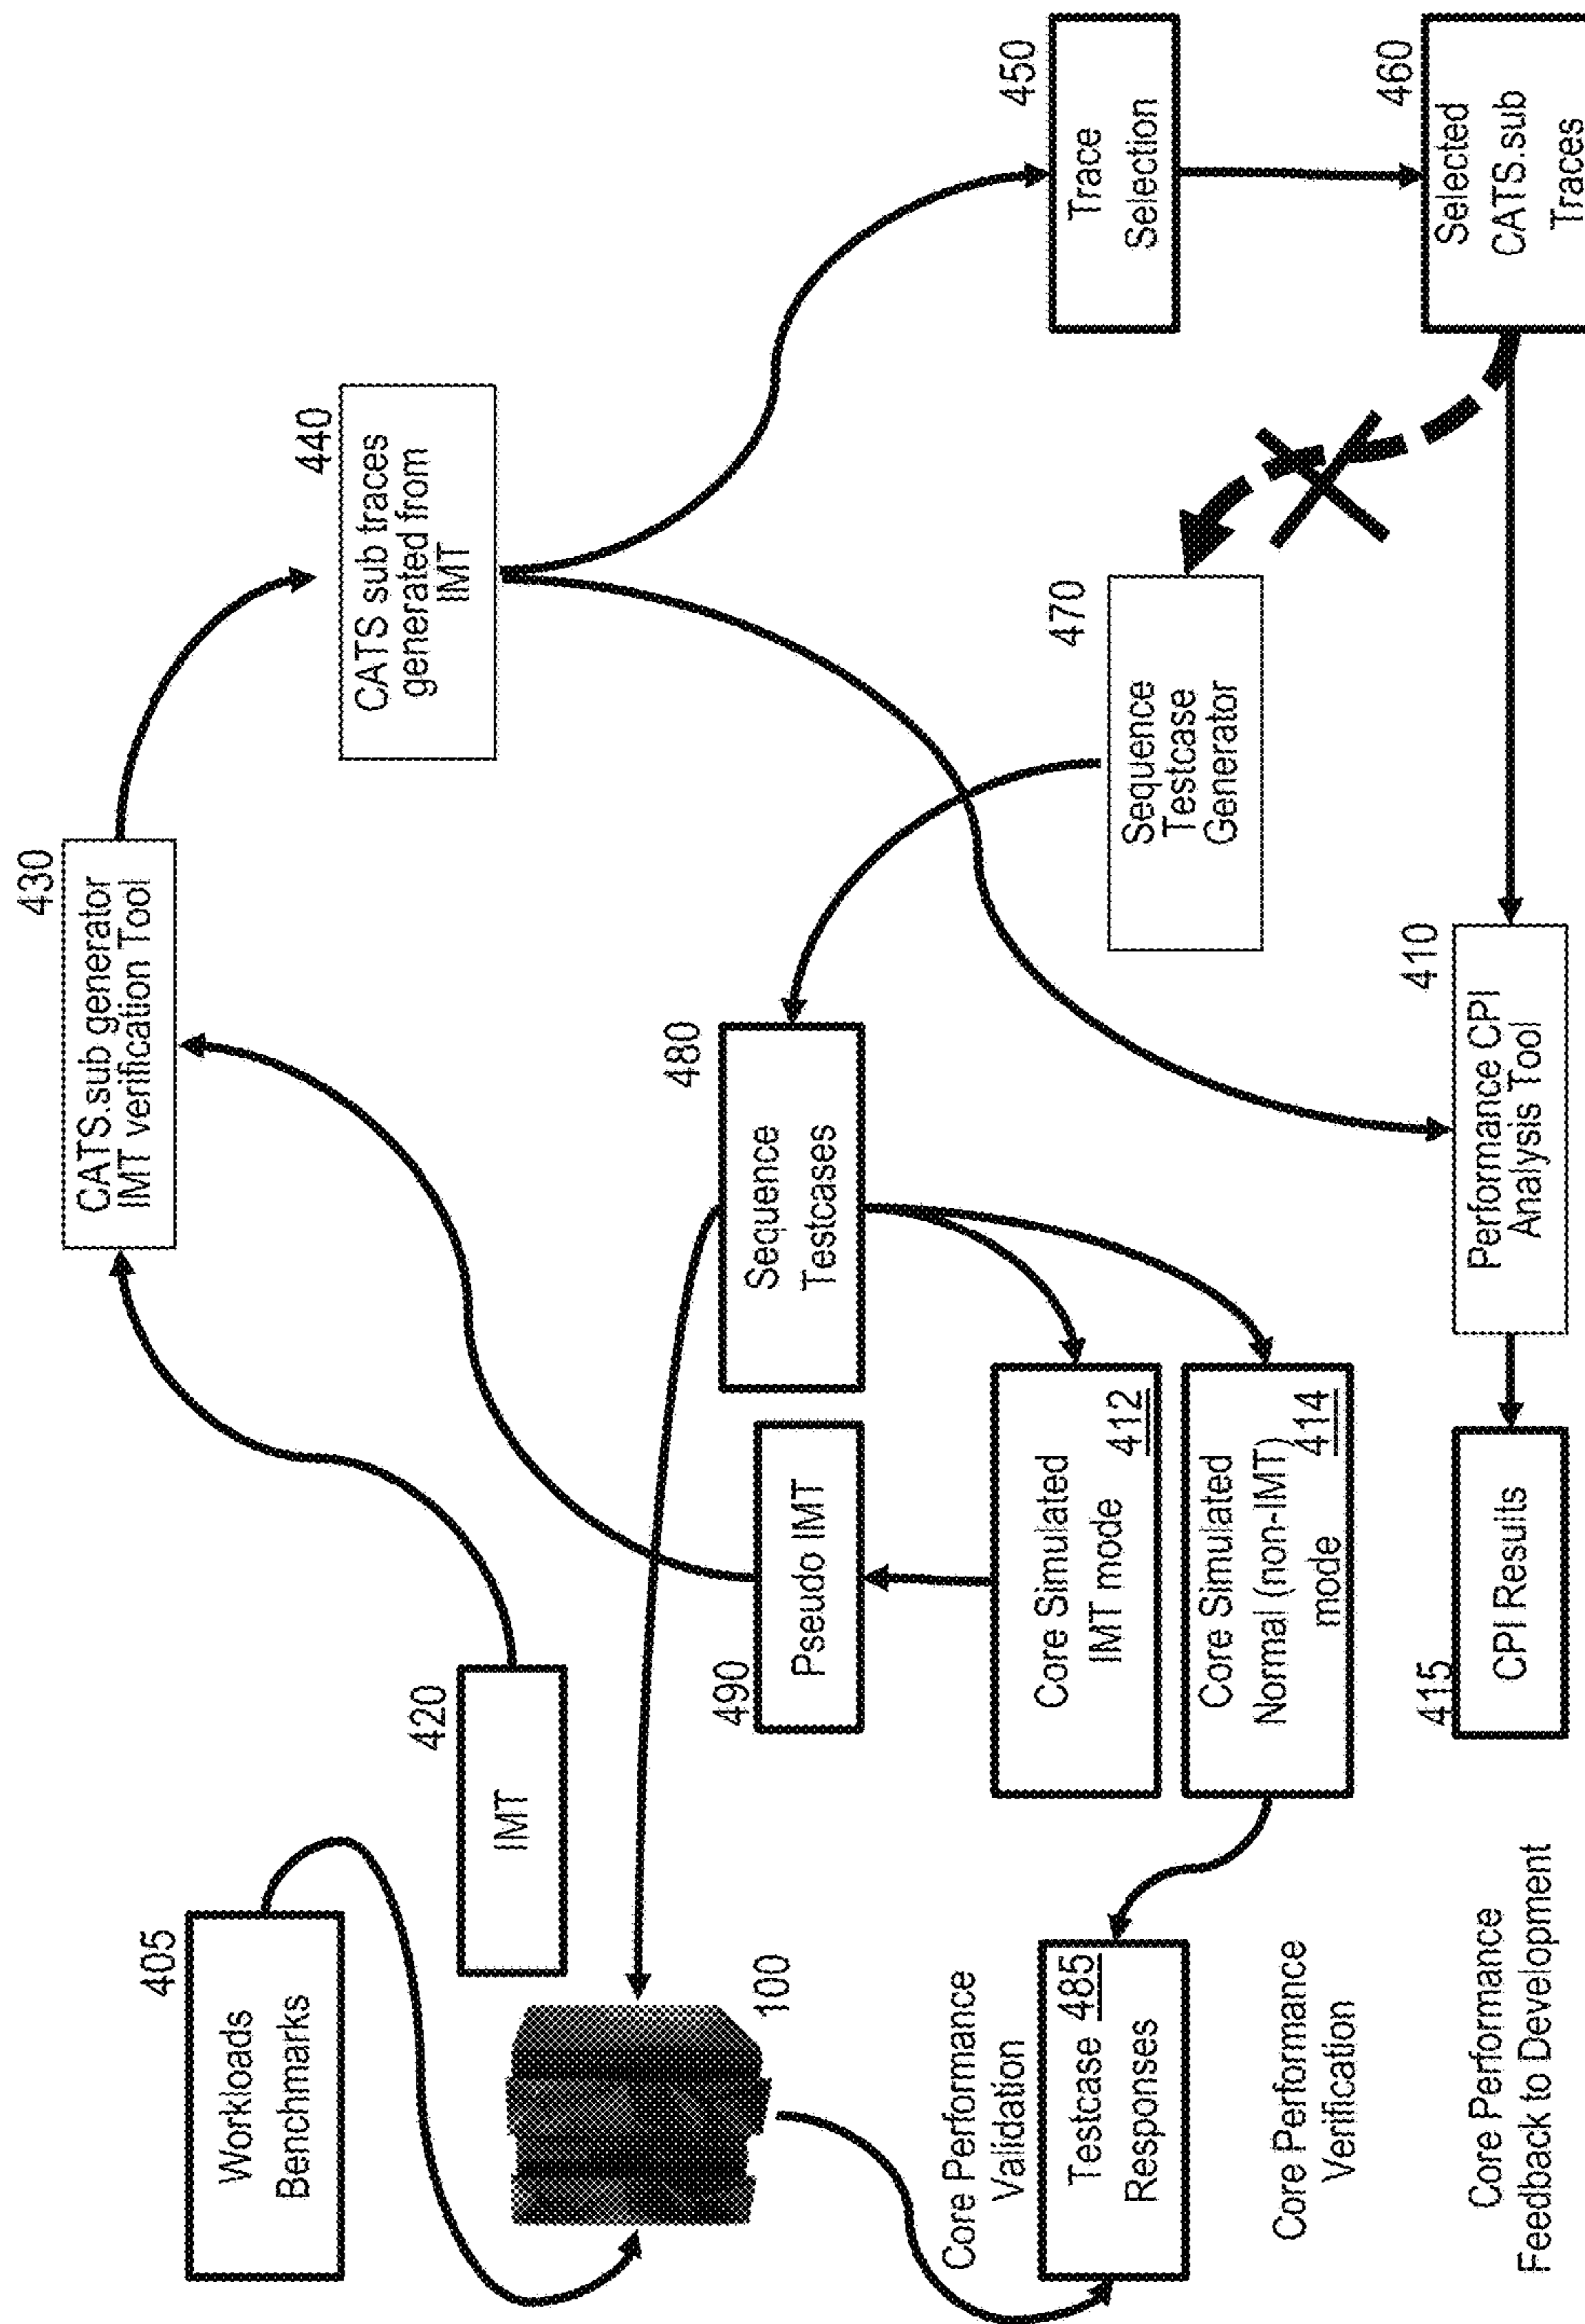 405
Workloads
Benchmarks
100
420
IMT
430
CATS.sub generator
IMT verification Tool
440
CATS sub traces
generated from
IMT
450
Trace
Selection
460
Selected
CATS.sub
Traces
470
Sequence
Testcase
Generator
480
Sequence
Testcases
490
Pseudo IMT
Core Simulated
IMT mode 412
Core Simulated
Normal (non-IMT) 414
mode
Core Performance
Validation
Testcase 485
Responses
Core Performance
Verification
410
Performance CPI
Analysis Tool
415
CPI Results
Core Performance
Feedback to Development